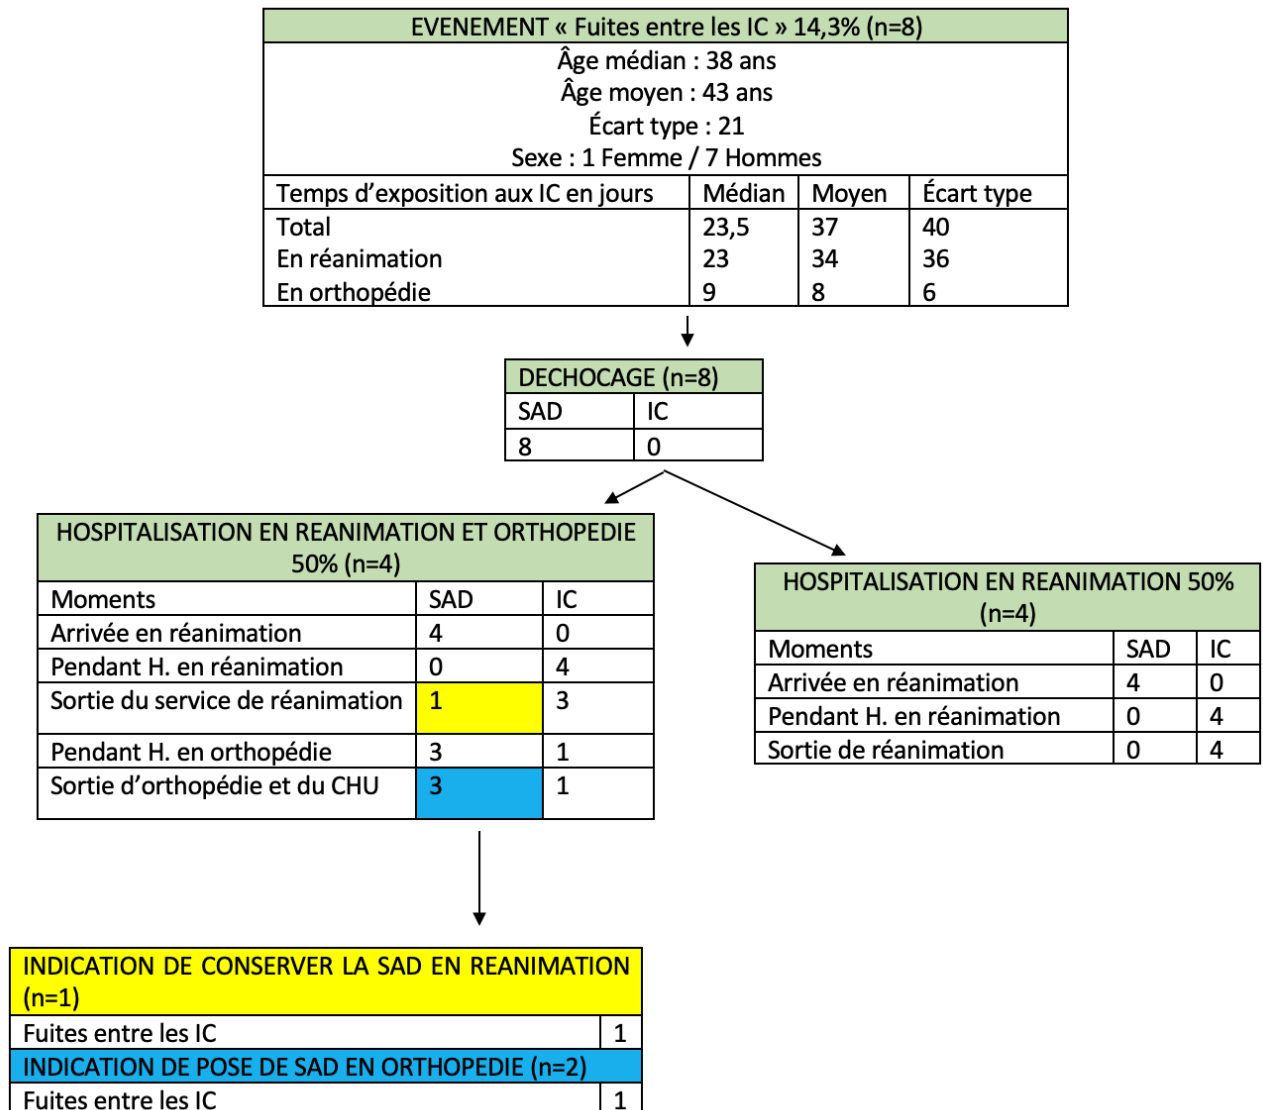 EVENEMENT « Fuites entre les IC » 14,3% (n=8)
Âge médian : 38 ans
Âge moyen : 43 ans
Écart type : 21
Sexe : 1 Femme / 7 Hommes
Temps d’exposition aux IC en jours Médian Moyen Écart type
Total 23,5 37 40
En réanimation 23 34 36
En orthopédie 9 8 6
DECHOCAGE (n=8)
SAD IC
8 0
HOSPITALISATION EN REANIMATION ET ORTHOPEDIE
50% (n=4)
Moments SAD IC
Arrivée en réanimation 4 0
Pendant H. en réanimation 0 4
Sortie du service de réanimation 1 3
Pendant H. en orthopédie 3 1
Sortie d’orthopédie et du CHU 3 1
HOSPITALISATION EN REANIMATION 50%
(n=4)
Moments SAD IC
Arrivée en réanimation 4 0
Pendant H. en réanimation 0 4
Sortie de réanimation 0 4
INDICATION DE CONSERVER LA SAD EN REANIMATION
(n=1)
Fuites entre les IC 1
INDICATION DE POSE DE SAD EN ORTHOPEDIE (n=2)
Fuites entre les IC 1